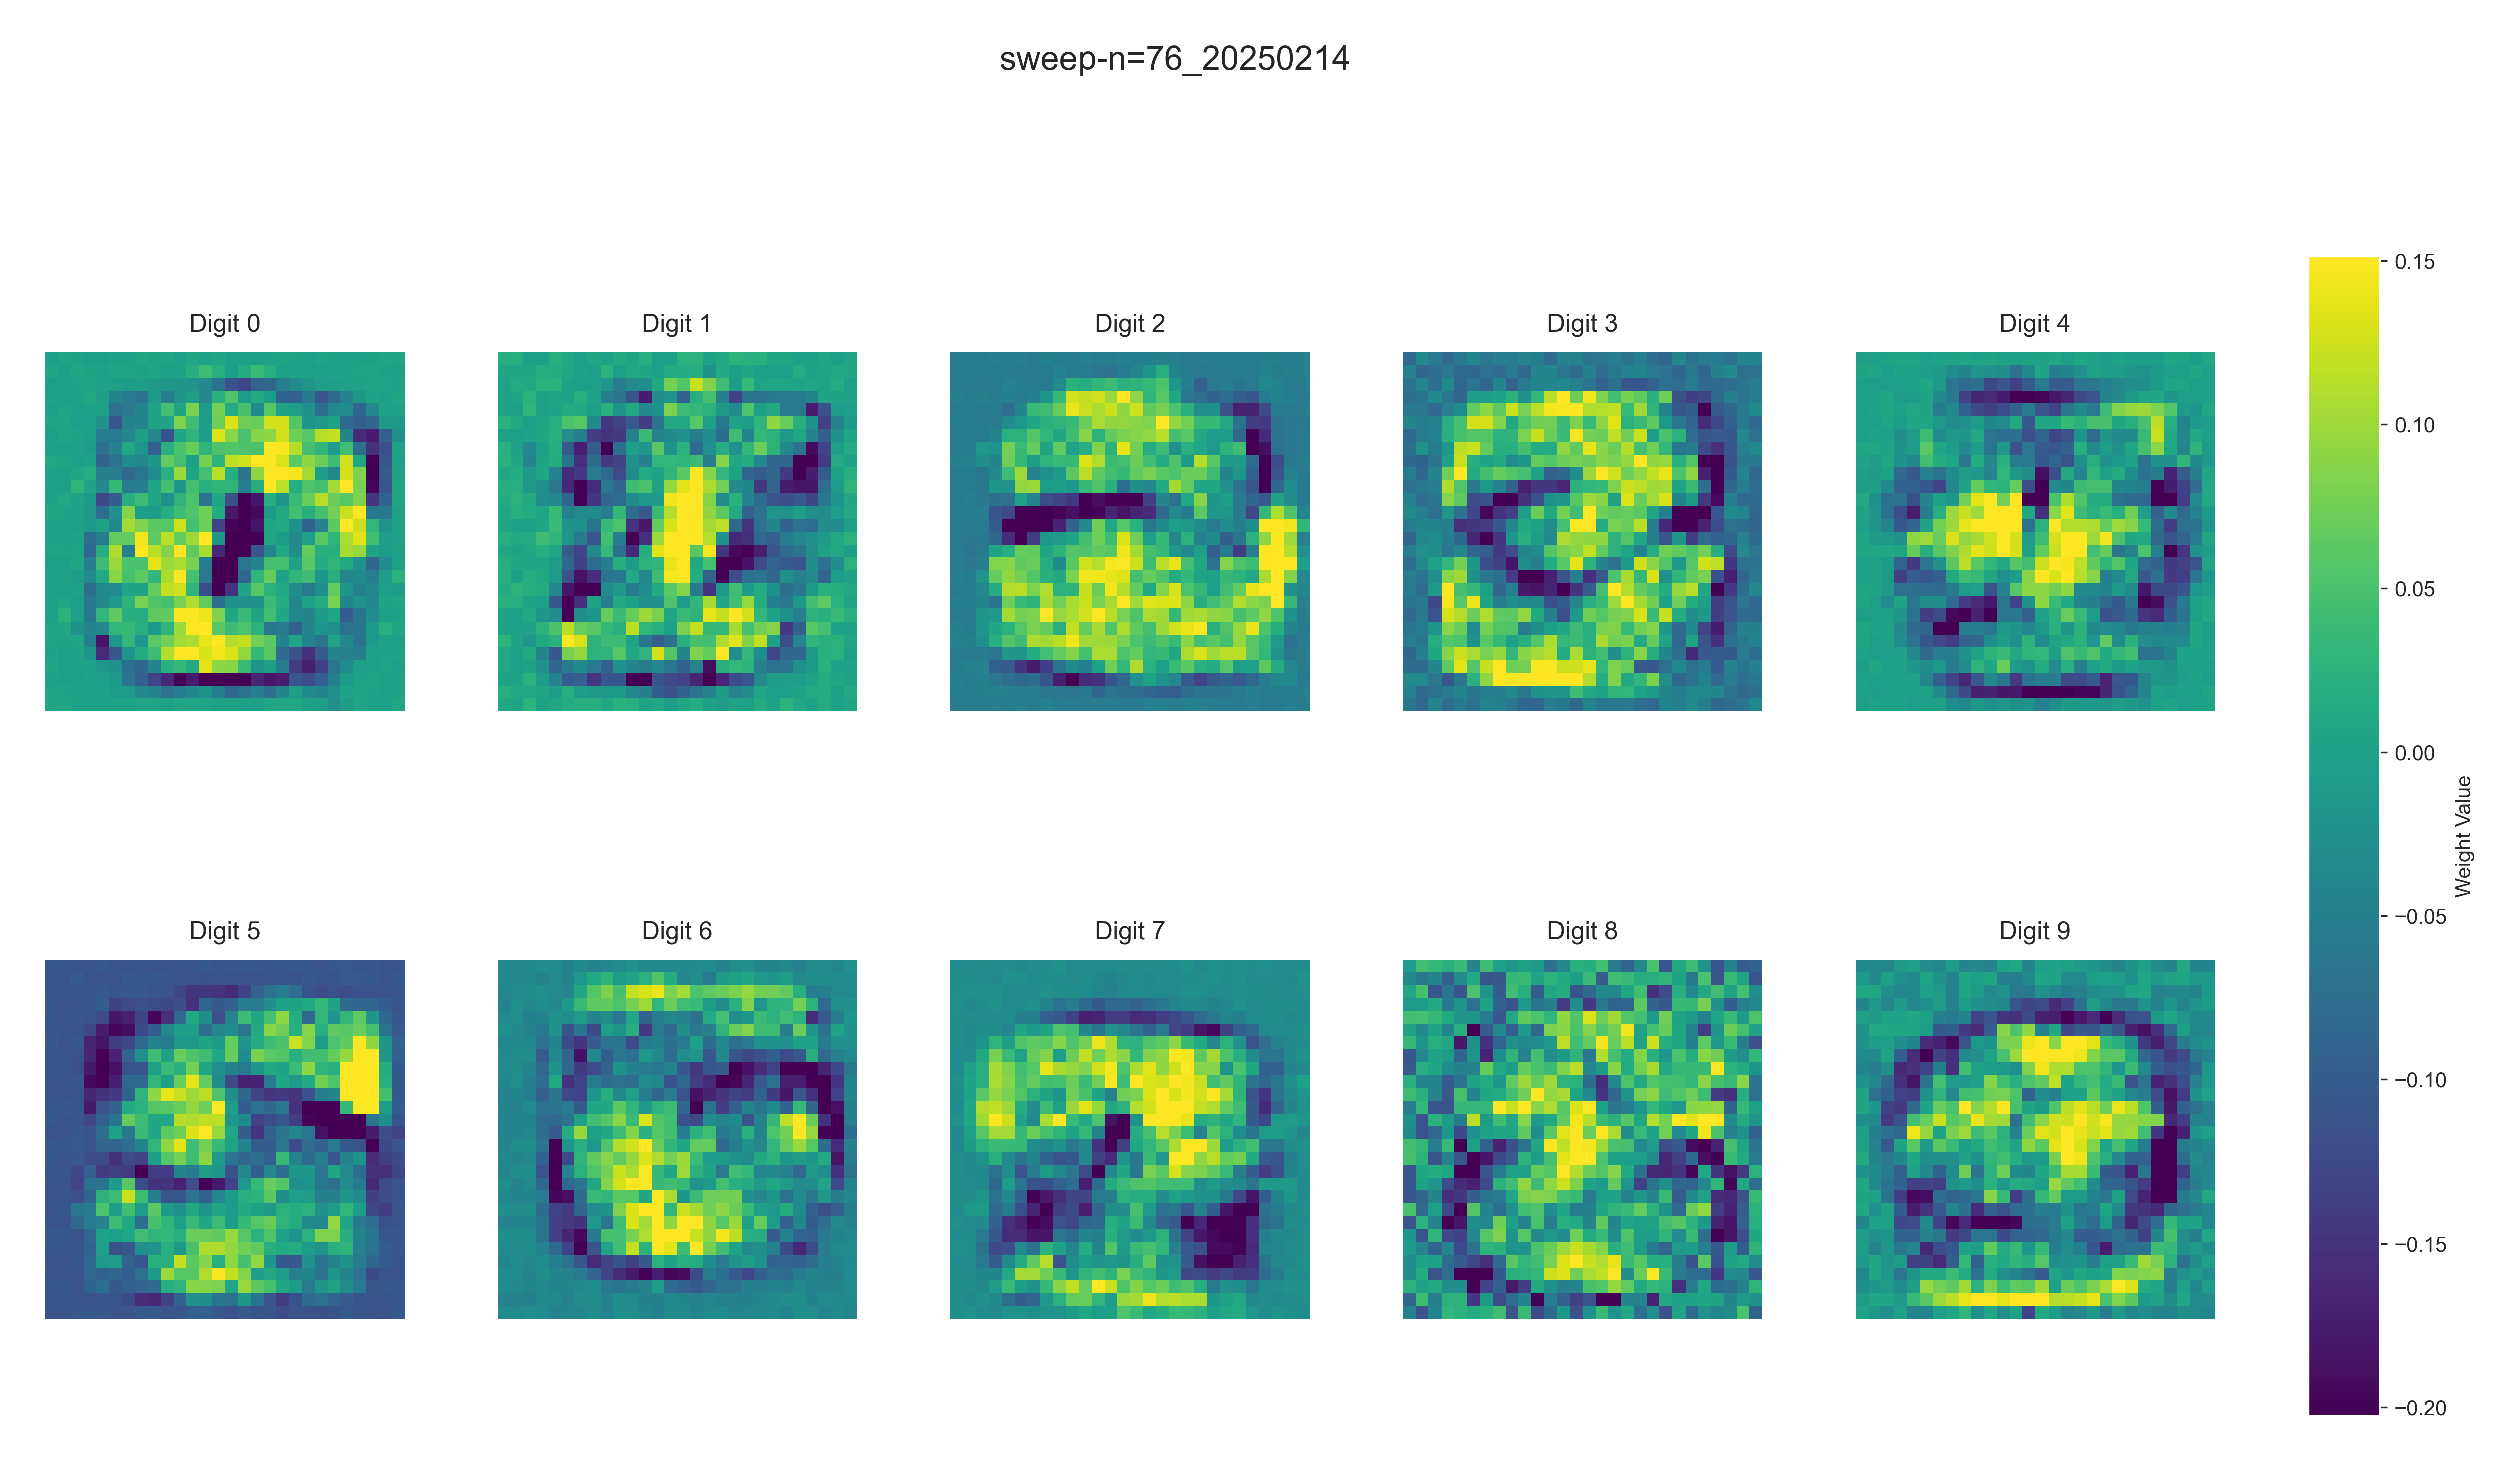 sweep-n=76_20250214
Digit 0
Digit 1
Digit 2
Digit 3
Digit 4
Digit 5
Digit 6
Digit 7
Digit 8
Digit 9
0.15
0.10
0.05
0.00
−0.05
−0.10
−0.15
−0.20
Weight Value